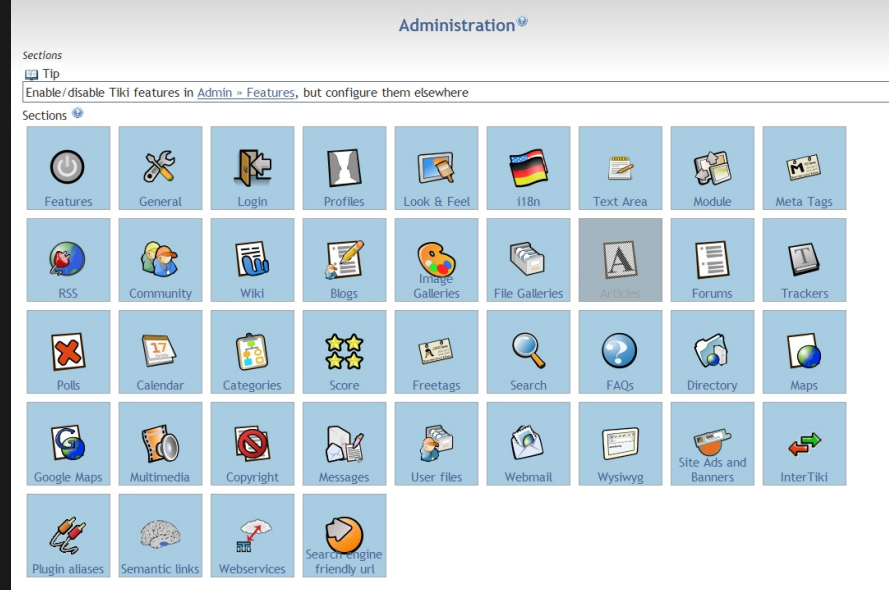 Administration
Sections
Tip
Enable/disable Tiki features in Admin » Features, but configure them elsewhere
Sections
Features General Login Profiles Look & Feel i18n Text Area Module Meta Tags
RSS Community Wiki Blogs Image Galleries File Galleries Articles Forums Trackers
17
Polls Calendar Categories Score Freetags Search FAQs Directory Maps
Google Maps Multimedia Copyright Messages User files Webmail Wysiwyg Site Ads and Banners InterTiki
Plugin aliases Semantic links Webservices Search engine friendly url